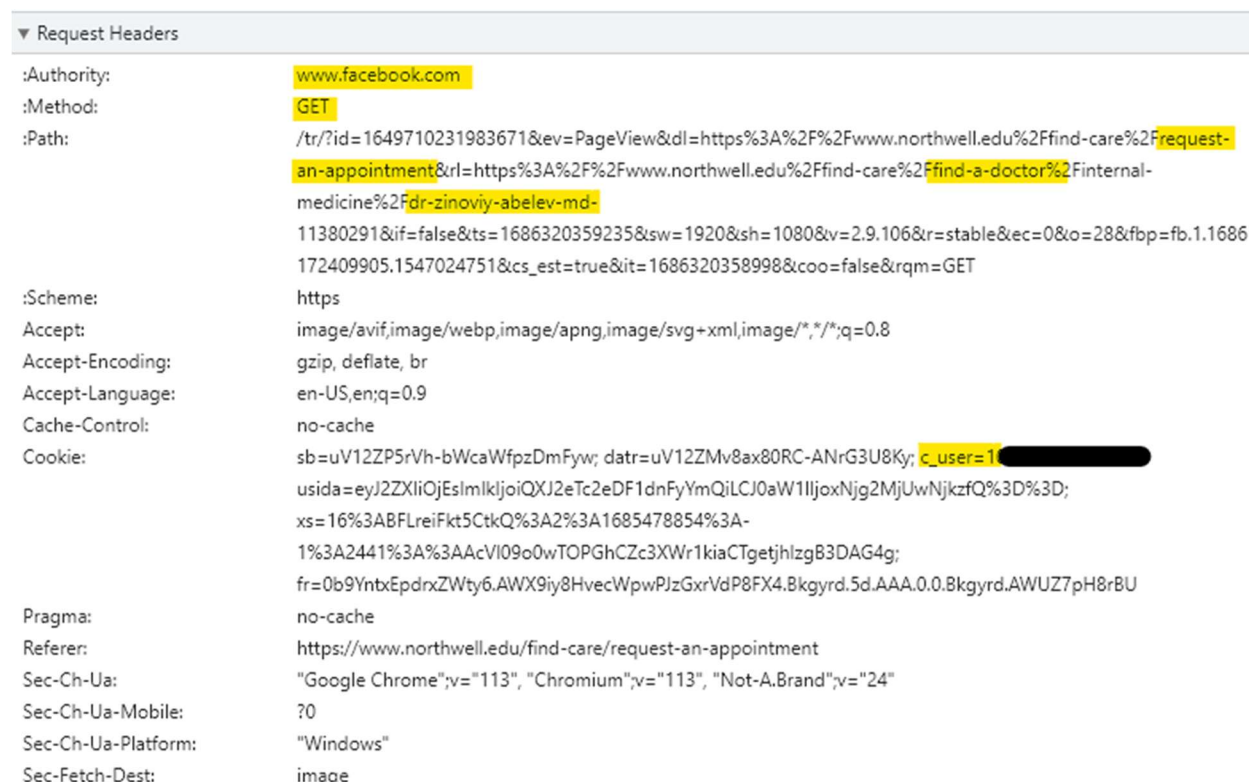 ▼ Request Headers
:Authority: www.facebook.com
:Method: GET
:Path: /tr/?id=1649710231983671&ev=PageView&dl=https%3A%2F%2Fwww.northwell.edu%2Ffind-care%2Frequest-
an-appointment&rl=https%3A%2F%2Fwww.northwell.edu%2Ffind-care%2Ffind-a-doctor%2Finternal-
medicine%2Fdr-zinoviy-abelev-md-
11380291&if=false&ts=1686320359235&sw=1920&sh=1080&v=2.9.106&r=stable&ec=0&o=28&fbp=fb.1.1686
172409905.1547024751&cs_est=true&it=1686320358998&coo=false&rqm=GET
:Scheme: https
Accept: image/avif,image/webp,image/apng,image/svg+xml,image/*,*/*;q=0.8
Accept-Encoding: gzip, deflate, br
Accept-Language: en-US,en;q=0.9
Cache-Control: no-cache
Cookie: sb=uV12ZP5rVh-bWcaWfpzDmFyw; datr=uV12ZMv8ax80RC-ANrG3U8Ky; c_user=1
usida=eyJ2ZXIiOjEsImlkIjoiQXJ2eTc2eDF1dnFyYmQiLCJ0aW1lIjoxNjg2MjUwNjkzfQ%3D%3D;
xs=16%3ABFLreiFkt5CtkQ%3A2%3A1685478854%3A-
1%3A2441%3A%3AAcVl09o0wTOPGhCZc3XWr1kiaCTgetjhIzgB3DAG4g;
fr=0b9YntxEpdrxZWty6.AWX9iy8HvecWpwPJzGxrVdP8FX4.Bkgyrd.5d.AAA.0.0.Bkgyrd.AWUZ7pH8rBU
Pragma: no-cache
Referer: https://www.northwell.edu/find-care/request-an-appointment
Sec-Ch-Ua: "Google Chrome";v="113", "Chromium";v="113", "Not-A.Brand";v="24"
Sec-Ch-Ua-Mobile: ?0
Sec-Ch-Ua-Platform: "Windows"
Sec-Fetch-Dest: image